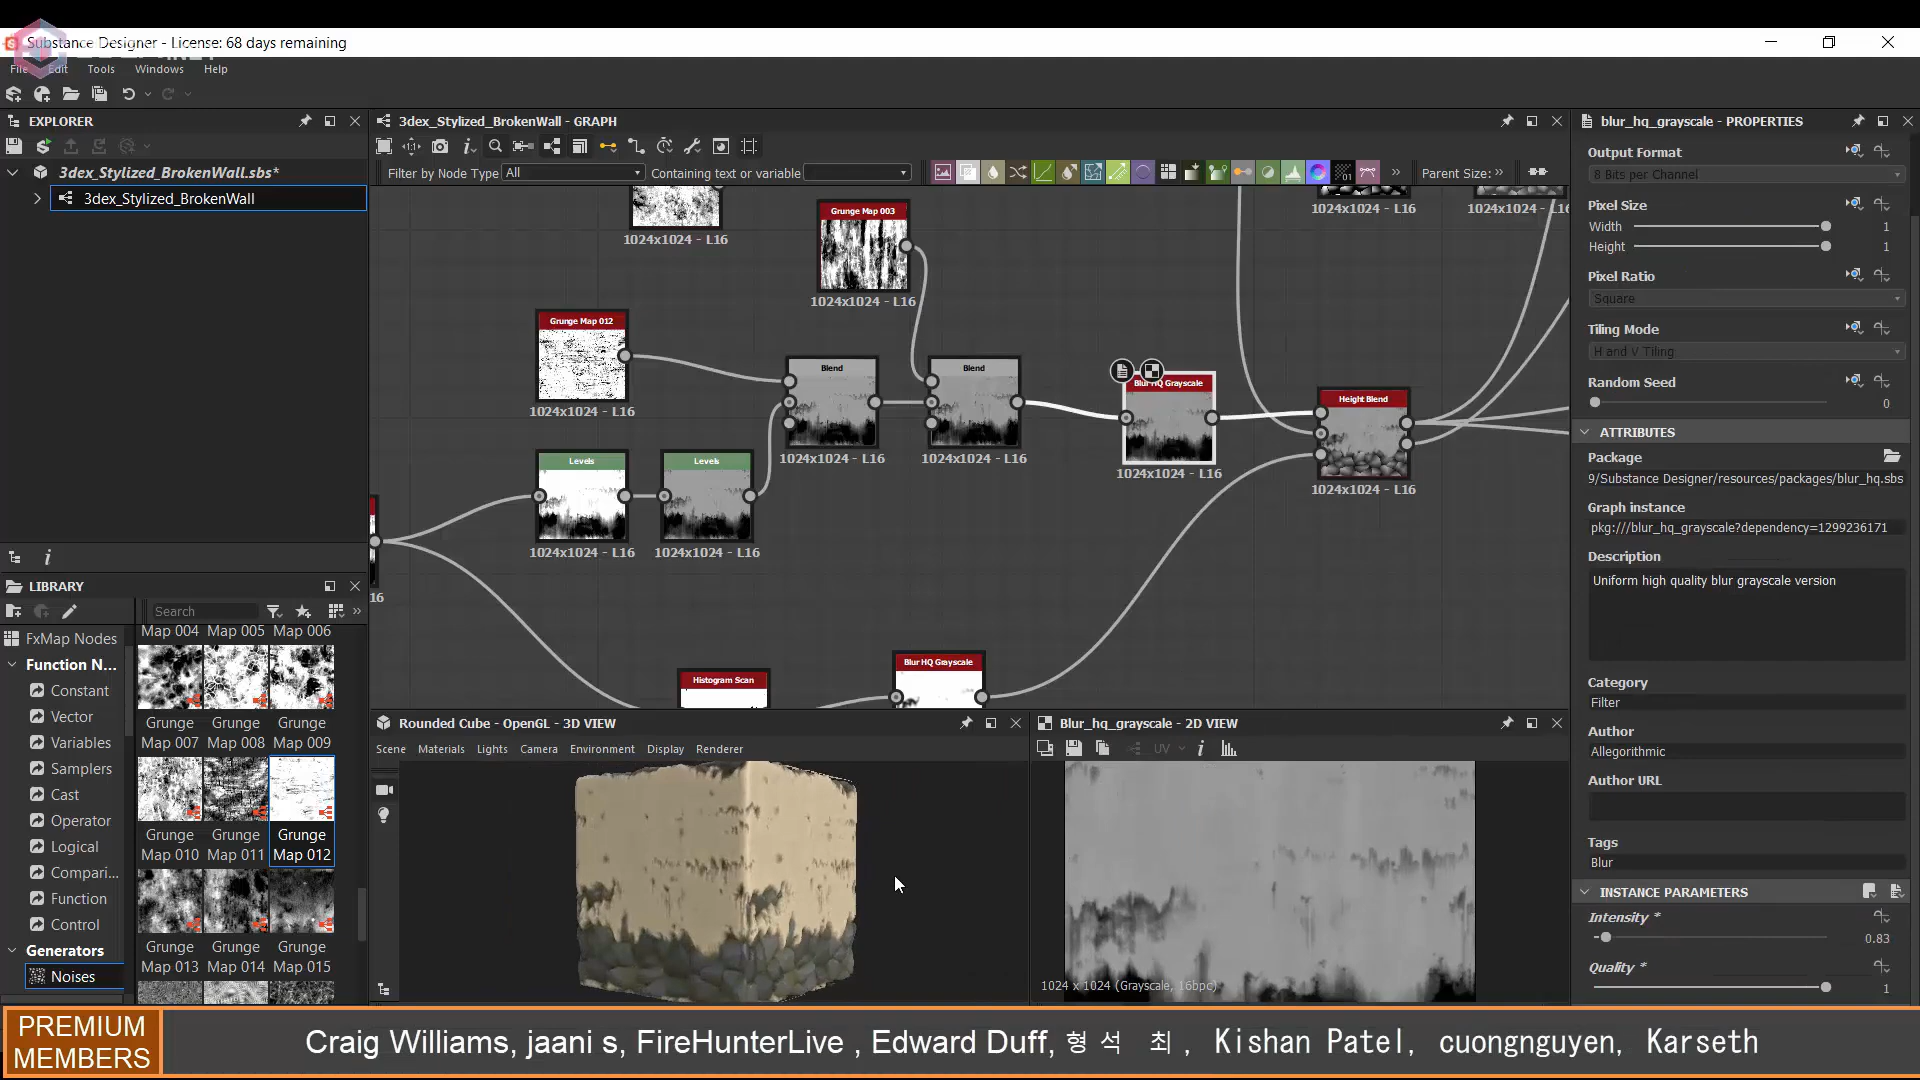 Substance Designer - License: 68 days remaining
File Edit Tools Windows Help
EXPLORER
3dex_Stylized_BrokenWall.sbs*
3dex_Stylized_BrokenWall
3dex_Stylized_BrokenWall - GRAPH
Filter by Node Type All Containing text or variable
Parent Size: »
1024x1024 - L16
Grunge Map 003
1024x1024 - L16
Grunge Map 012
1024x1024 - L16
Blend
1024x1024 - L16
Blend
1024x1024 - L16
Levels
1024x1024 - L16
Levels
1024x1024 - L16
Blur HQ Grayscale
1024x1024 - L16
Height Blend
1024x1024 - L16
1024x1024 - L16
1024x1024 - L16
16
Histogram Scan
Blur HQ Grayscale
LIBRARY
Search
FxMap Nodes
Function N...
Constant
Vector
Variables
Samplers
Cast
Operator
Logical
Compari...
Function
Control
Generators
Noises
Map 004 Map 005 Map 006
Grunge Map 007
Grunge Map 008
Grunge Map 009
Grunge Map 010
Grunge Map 011
Grunge Map 012
Grunge Map 013
Grunge Map 014
Grunge Map 015
Rounded Cube - OpenGL - 3D VIEW
Scene Materials Lights Camera Environment Display Renderer
Blur_hq_grayscale - 2D VIEW
UV
1024 x 1024 (Grayscale, 16bpc)
blur_hq_grayscale - PROPERTIES
Output Format
8 Bits per Channel
Pixel Size
Width 1
Height 1
Pixel Ratio
Square
Tiling Mode
H and V Tiling
Random Seed
0
ATTRIBUTES
Package
9/Substance Designer/resources/packages/blur_hq.sbs
Graph instance
pkg:///blur_hq_grayscale?dependency=1299236171
Description
Uniform high quality blur grayscale version
Category
Filter
Author
Allegorithmic
Author URL
Tags
Blur
INSTANCE PARAMETERS
Intensity *
0.83
Quality *
1
PREMIUM MEMBERS
Craig Williams, jaani s, FireHunterLive , Edward Duff, 형석 최, Kishan Patel, cuongnguyen, Karseth